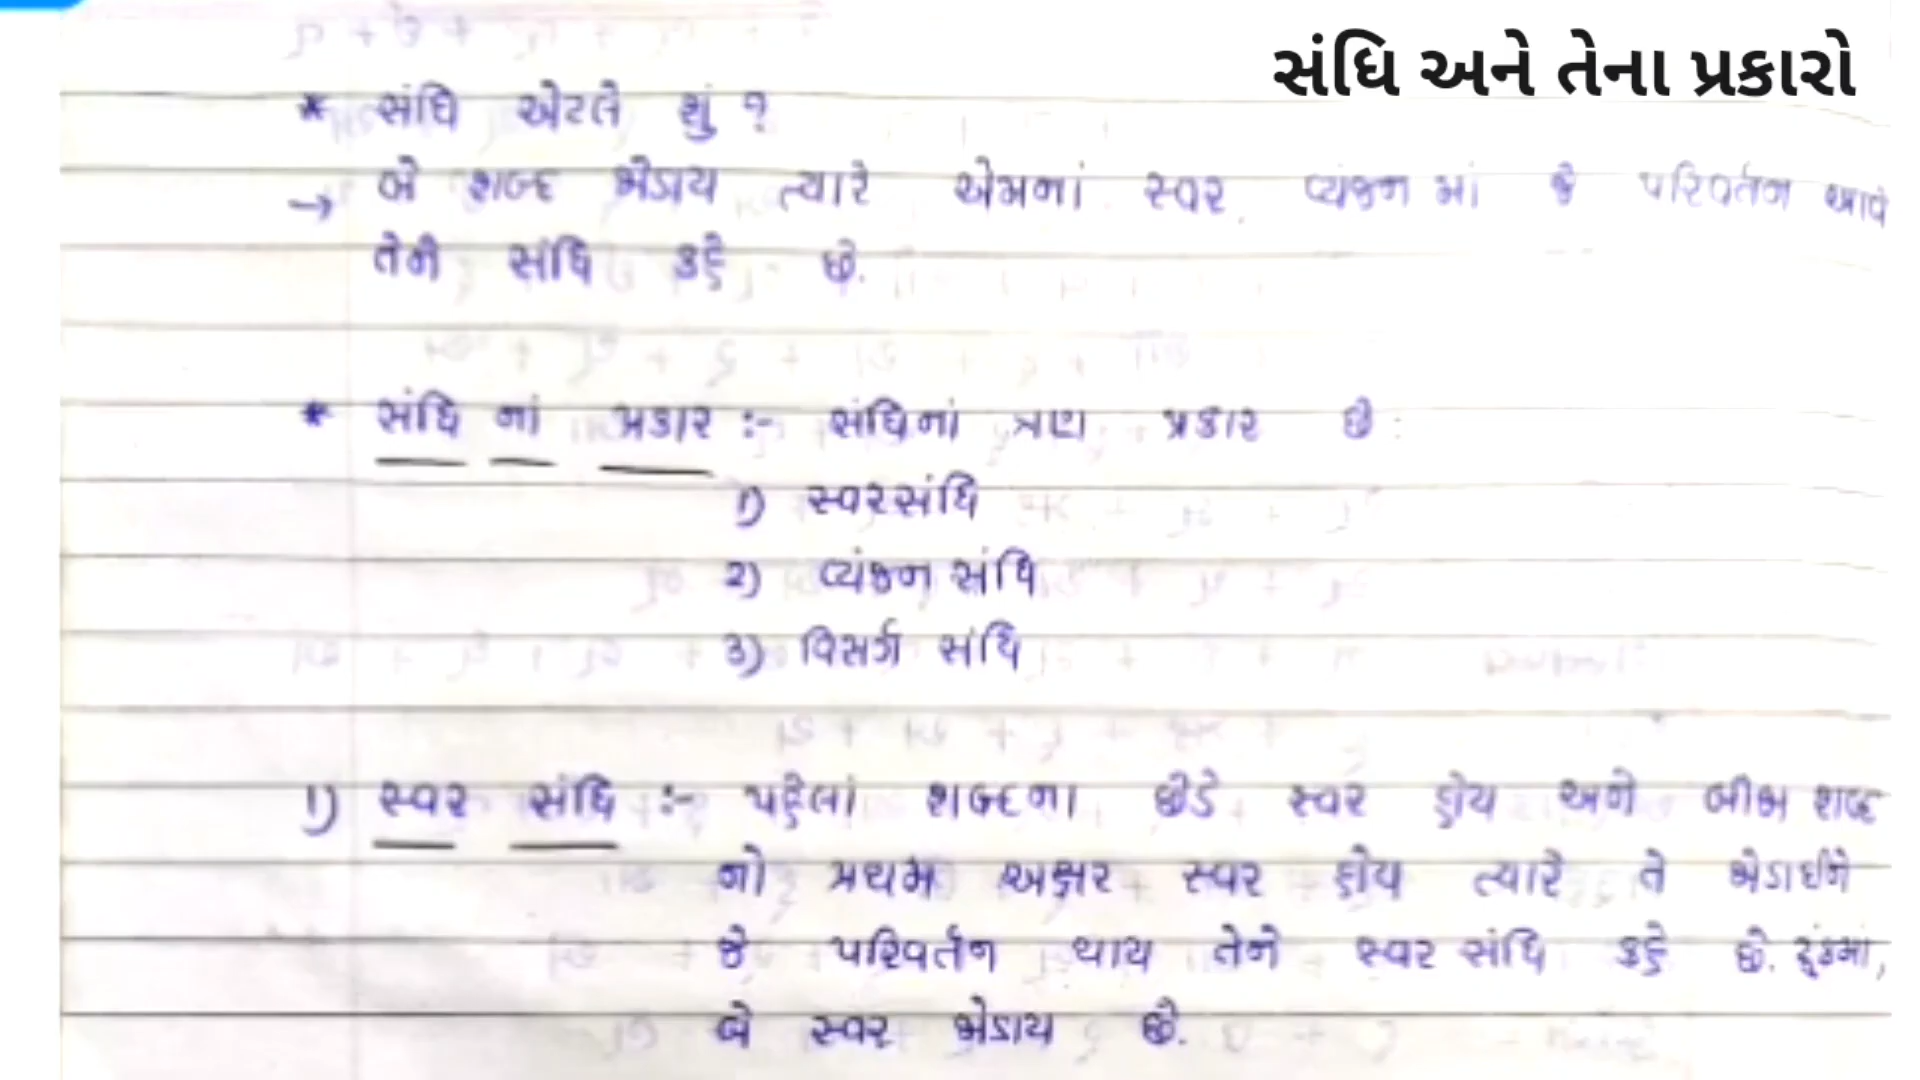 સંધિ અને તેના પ્રકારો
* સંધિ એટલે શું ?
→ બે શબ્દ જોડાય ત્યારે એમનાં સ્વર વ્યંજન માં જે પરિવર્તન આવે
તેને સંધિ કહે છે.
* સંધિ નાં પ્રકાર :- સંધિનાં ત્રણ પ્રકાર છે :
1) સ્વરસંધિ
2) વ્યંજન સંધિ
3) વિસર્ગ સંધિ
1) સ્વર સંધિ :- પહેલાં શબ્દના છેડે સ્વર હોય અને બીજા શબ્દ
નો પ્રથમ અક્ષર સ્વર હોય ત્યારે તે જોડાઈને
જે પરિવર્તન થાય તેને સ્વર સંધિ કહે છે. ટૂંકમાં,
બે સ્વર જોડાય છે.